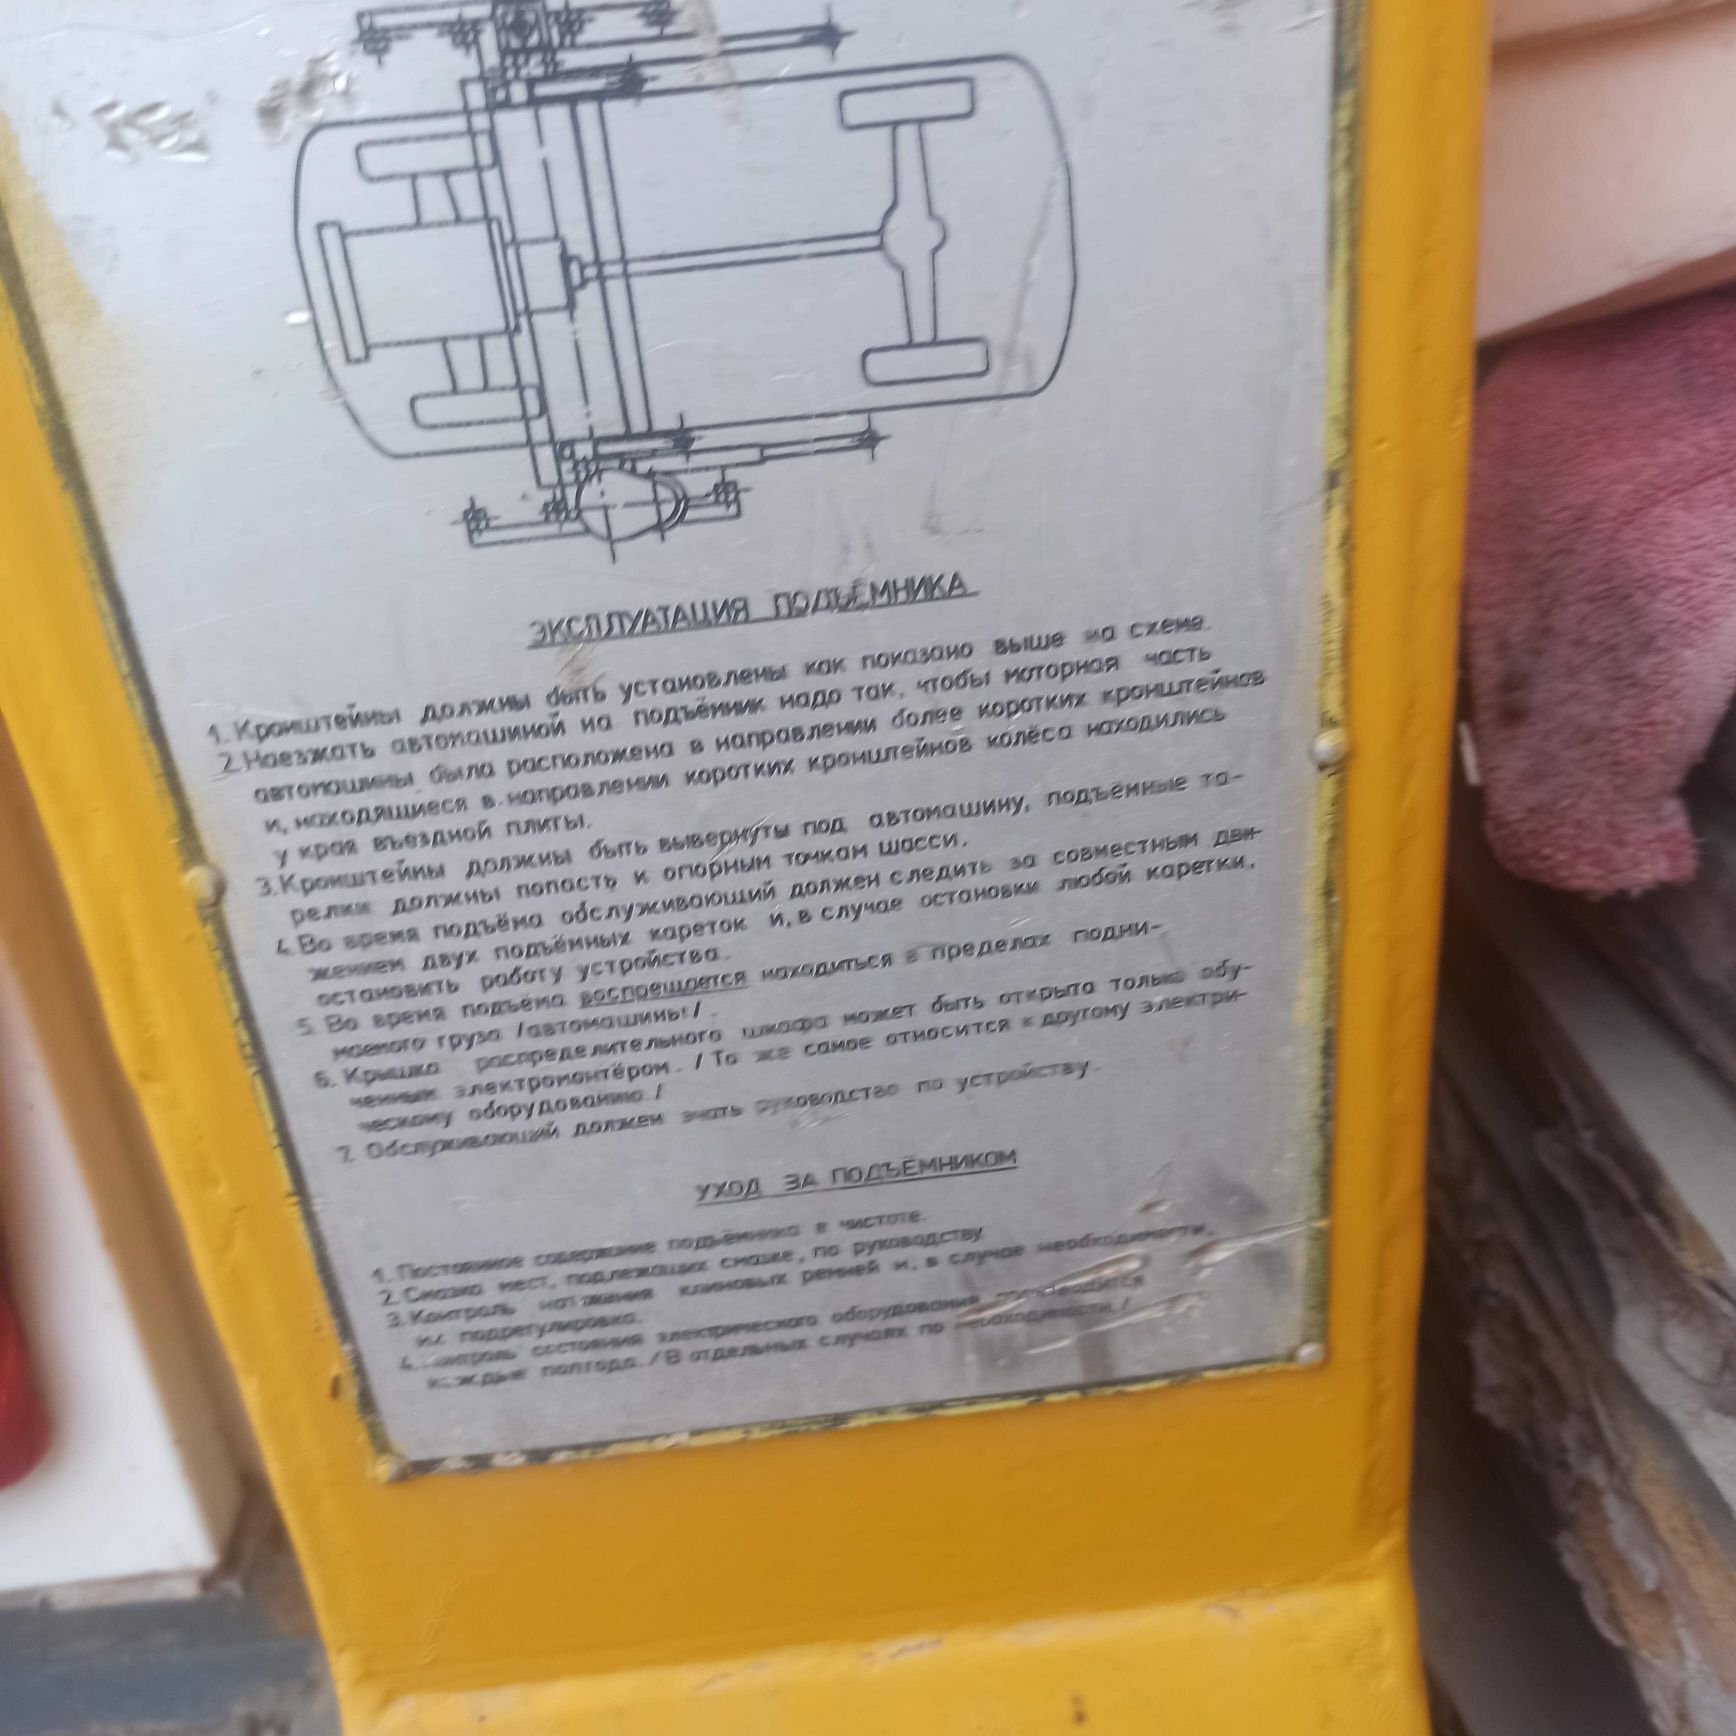 ЭКСПЛУАТАЦИЯ ПОДЪЁМНИКА
1. Кронштейны должны быть установлены как показано выше на схеме.
2. Наезжать автомашиной на подъёмник надо так, чтобы моторная часть
автомашины была расположена в направлении более коротких кронштейнов
и, находящиеся в направлении коротких кронштейнов колёса находились
у края въездной плиты.
3. Кронштейны должны быть вывернуты под автомашину, подъёмные та-
релки должны попасть к опорным точкам шасси.
4. Во время подъёма обслуживающий должен следить за совместным дви-
жением двух подъёмных кареток и, в случае остановки любой каретки,
остановить работу устройства.
5. Во время подъёма воспрещается находиться в пределах подни-
маемого груза /автомашины/.
6. Крышка распределительного шкафа может быть открыта только обу-
ченным электромонтёром. /То же самое относится к другому электри-
ческому оборудованию./
7. Обслуживающий должен знать руководство по устройству.
УХОД ЗА ПОДЪЁМНИКОМ
1. Постоянное содержание подъёмника в чистоте.
2. Смазка мест, подлежащих смазке, по руководству.
3. Контроль натяжения клиновых ремней и, в случае необходимости,
их подрегулировка.
4. Контроль состояния электрического оборудования производится
каждые полгода. /В отдельных случаях по необходимости./